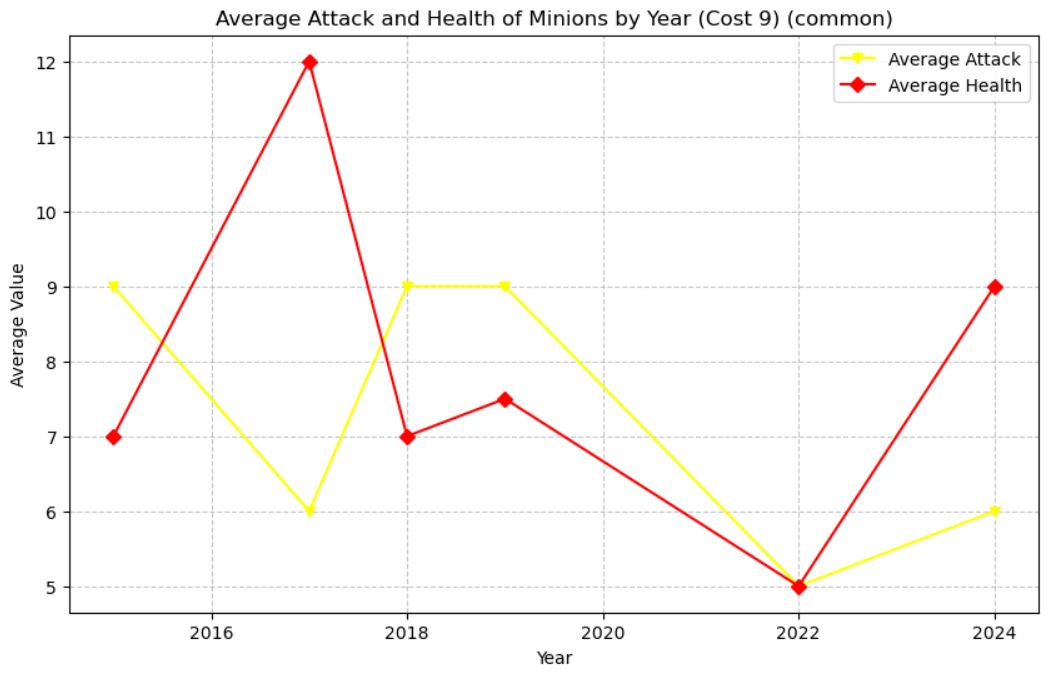 Average Attack and Health of Minions by Year (Cost 9) (common)
Average Attack
Average Health
Average Value
12
11
10
9
8
7
6
5
2016 2018 2020 2022 2024
Year